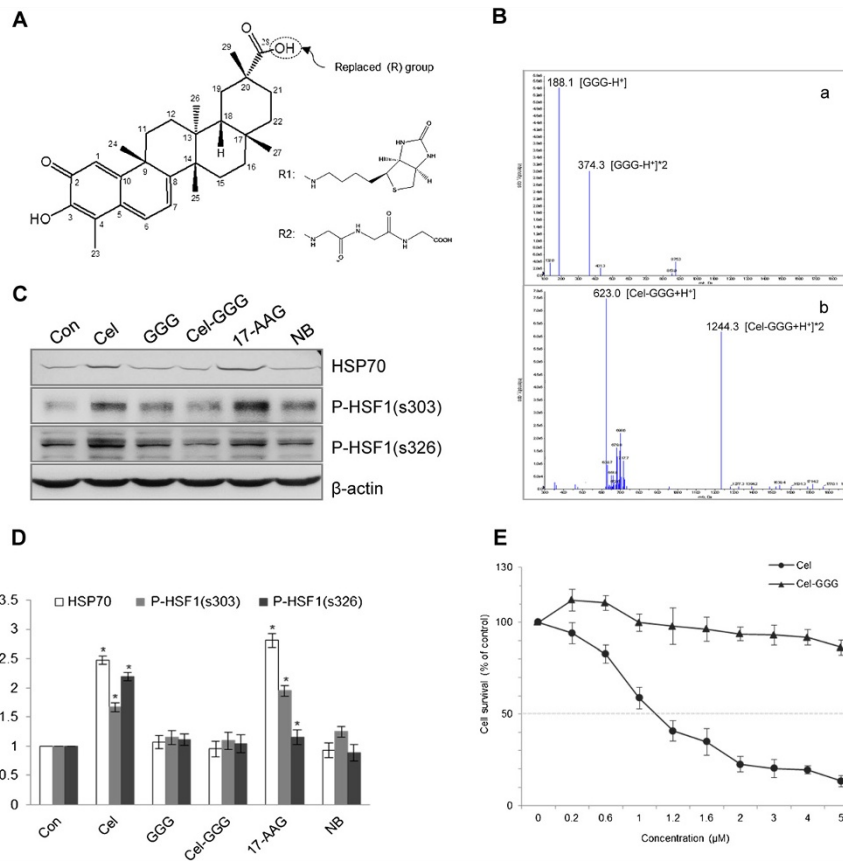 A
29
28
O
OH
Replaced (R) group
19
20
21
26
12
11
18
22
13
17
24
27
1
O
2
9
14
16
10
8
15
HO
3
5
7
25
4
6
23
R1:
N
H
O
HN
NH
H
H
S
R2:
N
H
O
H
N
O
N
H
COOH
B
188.1 [GGG-H⁺]
a
374.3 [GGG-H⁺]*2
623.0 [Cel-GGG+H⁺]
b
1244.3 [Cel-GGG+H⁺]*2
C
Con
Cel
GGG
Cel-GGG
17-AAG
NB
HSP70
P-HSF1(s303)
P-HSF1(s326)
β-actin
D
HSP70
P-HSF1(s303)
P-HSF1(s326)
3.5
3
2.5
2
1.5
1
0.5
0
* * *
* * *
Con
Cel
GGG
Cel-GGG
17-AAG
NB
E
Cel
Cel-GGG
Cell survival (% of control)
130
100
50
0
0 0.2 0.6 1 1.2 1.6 2 3 4 5
Concentration (μM)